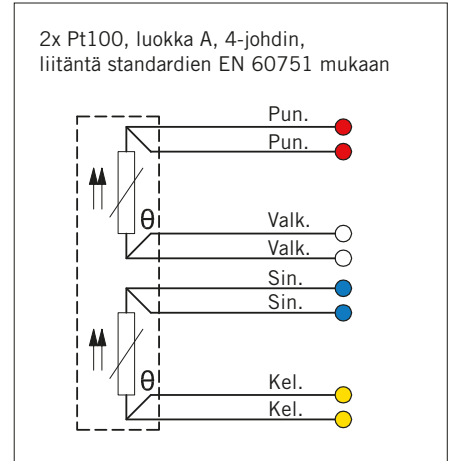 2x Pt100, luokka A, 4-johdin,
liitäntä standardien EN 60751 mukaan
Pun.
Pun.
θ
Valk.
Valk.
Sin.
Sin.
θ
Kel.
Kel.